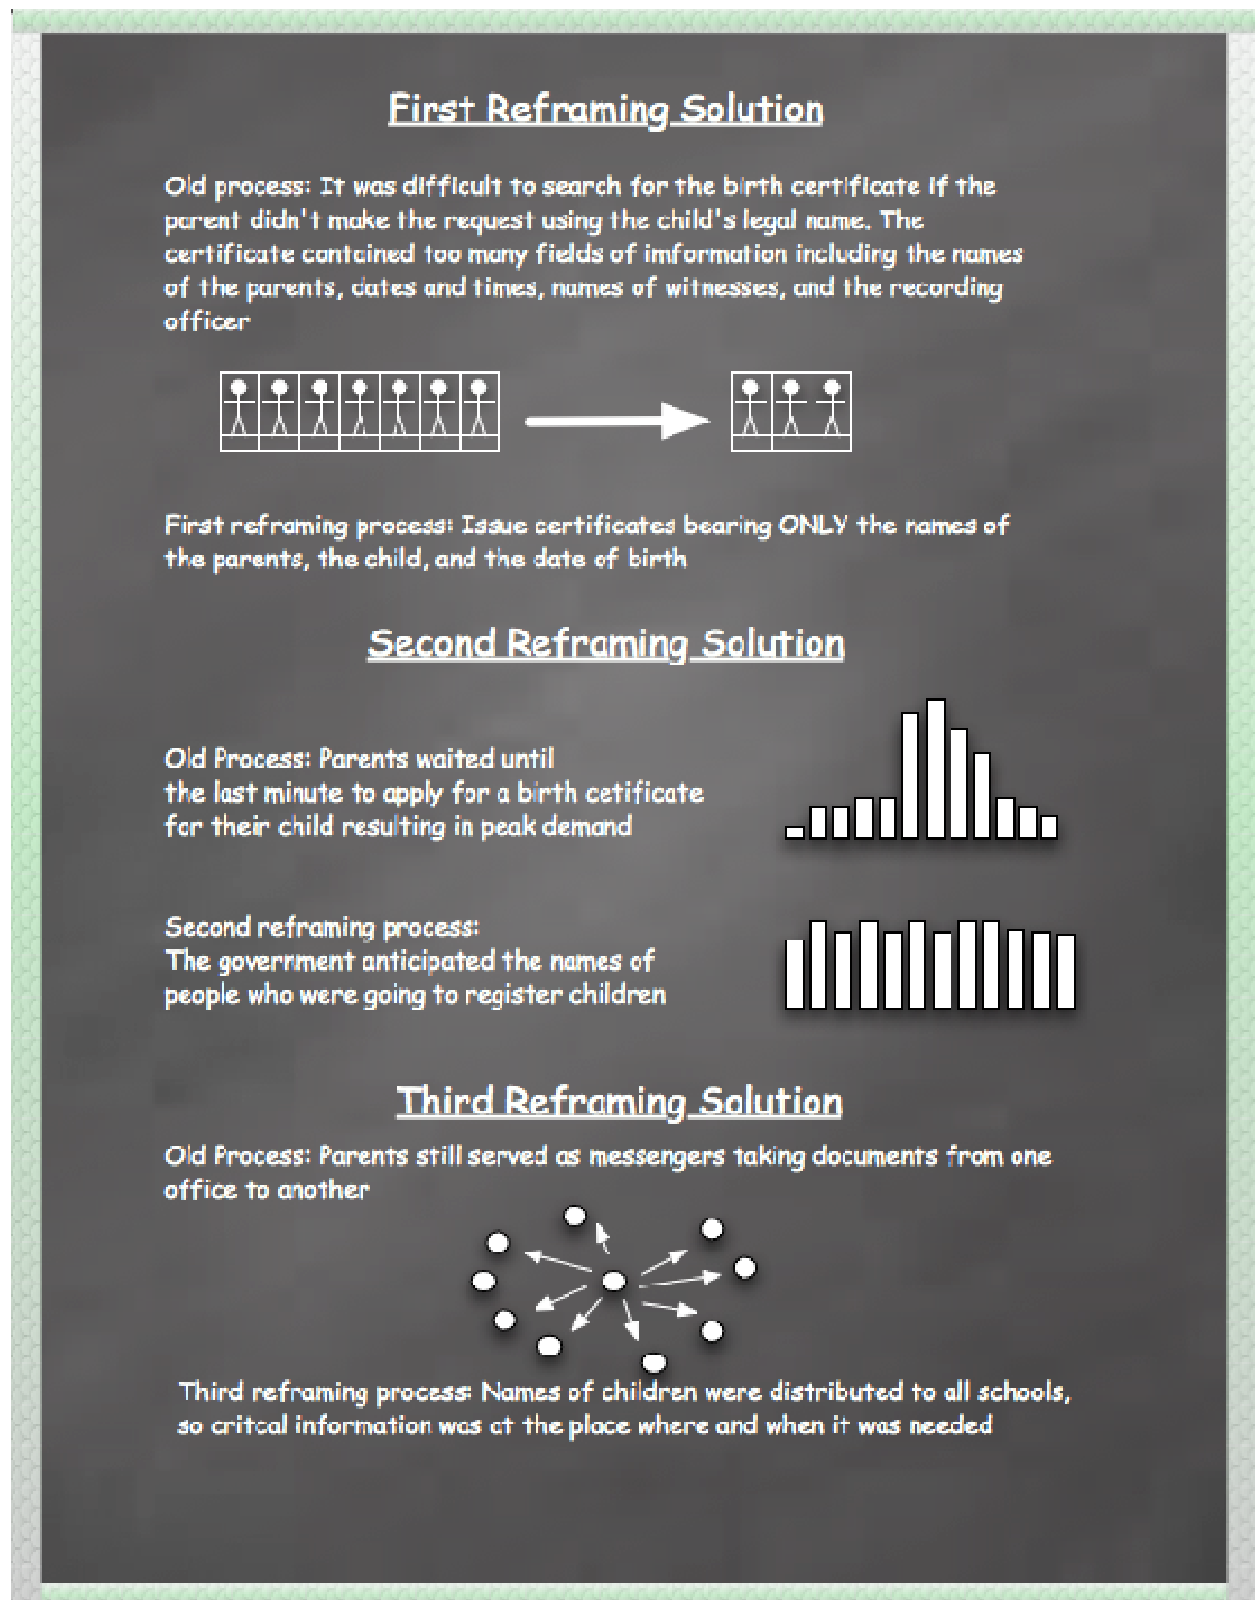 First Reframing Solution
Old process: It was difficult to search for the birth certificate if the
parent didn't make the request using the child's legal name. The
certificate contained too many fields of imformation including the names
of the parents, dates and times, names of witnesses, and the recording
officer
First reframing process: Issue certificates bearing ONLY the names of
the parents, the child, and the date of birth
Second Reframing Solution
Old Process: Parents waited until
the last minute to apply for a birth cetificate
for their child resulting in peak demand
Second reframing process:
The government anticipated the names of
people who were going to register children
Third Reframing Solution
Old Process: Parents still served as messengers taking documents from one
office to another
Third reframing process: Names of children were distributed to all schools,
so critcal information was at the place where and when it was needed